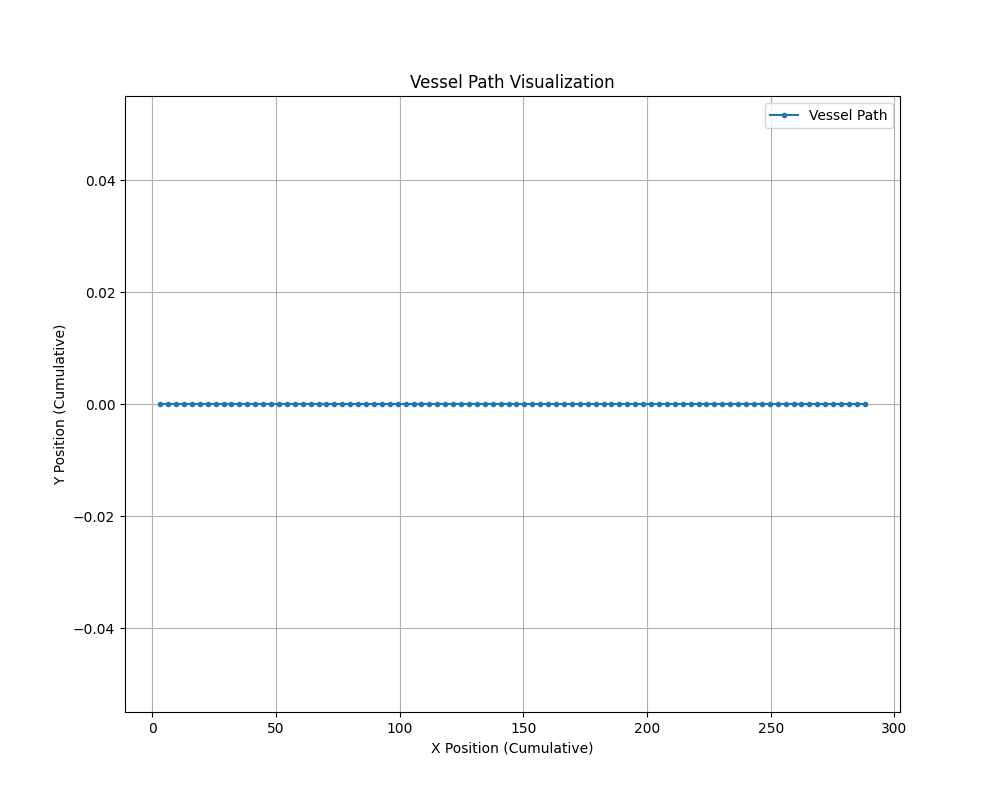 Vessel Path Visualization
Vessel Path
0.04
0.02
0.00
−0.02
−0.04
Y Position (Cumulative)
0 50 100 150 200 250 300
X Position (Cumulative)